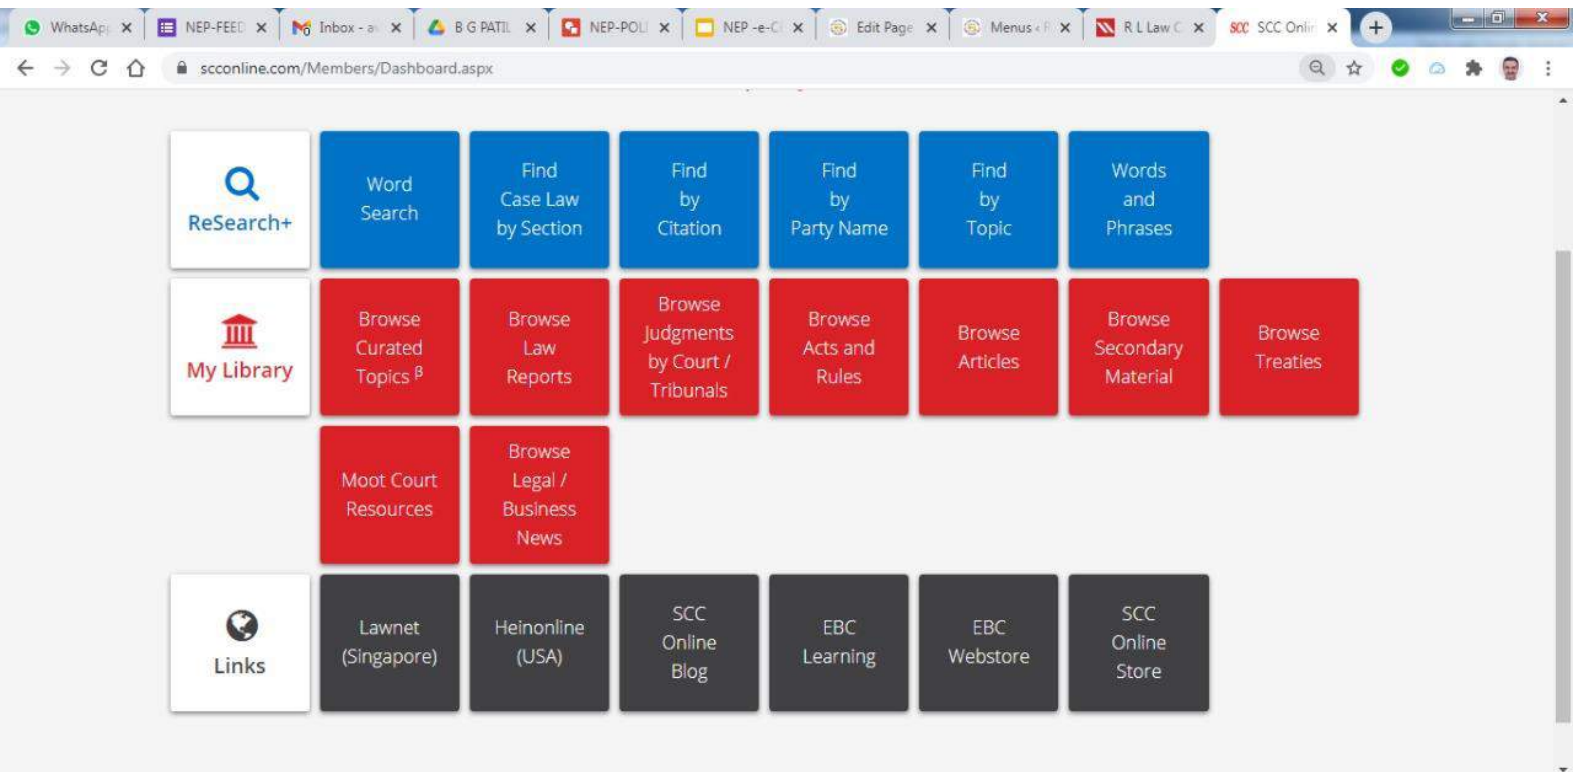 WhatsAp
NEP-FEED
Inbox - a
B G PATIL
NEP-POLI
NEP -e-C
Edit Page
Menus ‹ R
R L Law C
SCC SCC Onlin
scconline.com/Members/Dashboard.aspx
ReSearch+
Word
Search
Find
Case Law
by Section
Find
by
Citation
Find
by
Party Name
Find
by
Topic
Words
and
Phrases
My Library
Browse
Curated
Topics β
Browse
Law
Reports
Browse
Judgments
by Court /
Tribunals
Browse
Acts and
Rules
Browse
Articles
Browse
Secondary
Material
Browse
Treaties
Moot Court
Resources
Browse
Legal /
Business
News
Links
Lawnet
(Singapore)
Heinonline
(USA)
SCC
Online
Blog
EBC
Learning
EBC
Webstore
SCC
Online
Store